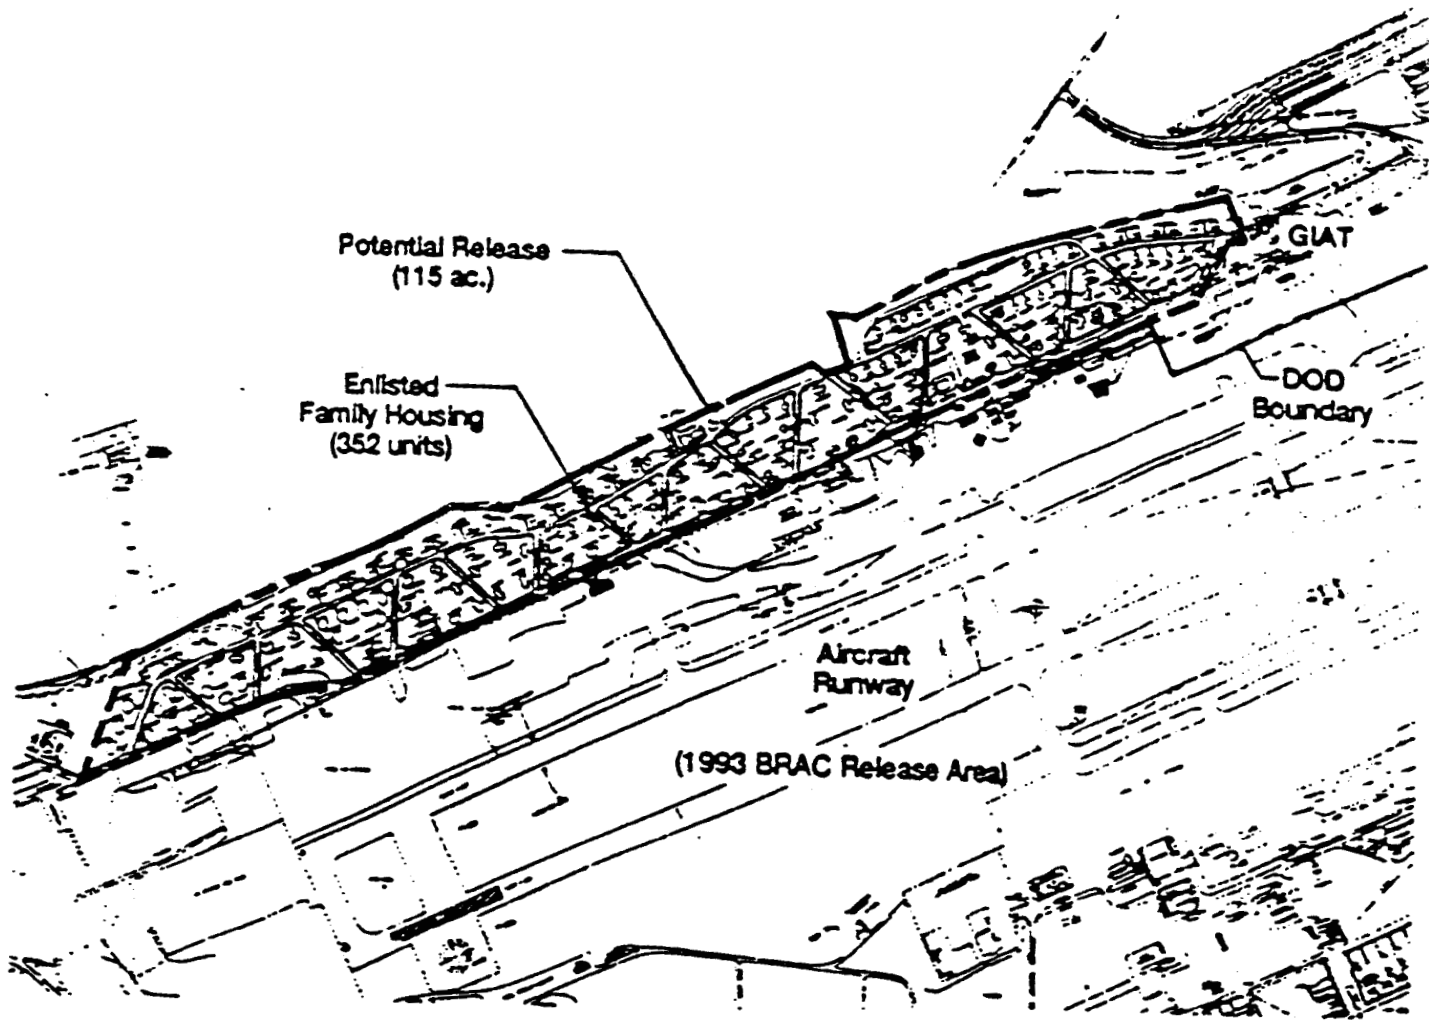 Potential Release
(115 ac.)
GIAT
Enlisted
Family Housing
(352 units)
DOD
Boundary
Aircraft
Runway
(1993 BRAC Release Area)